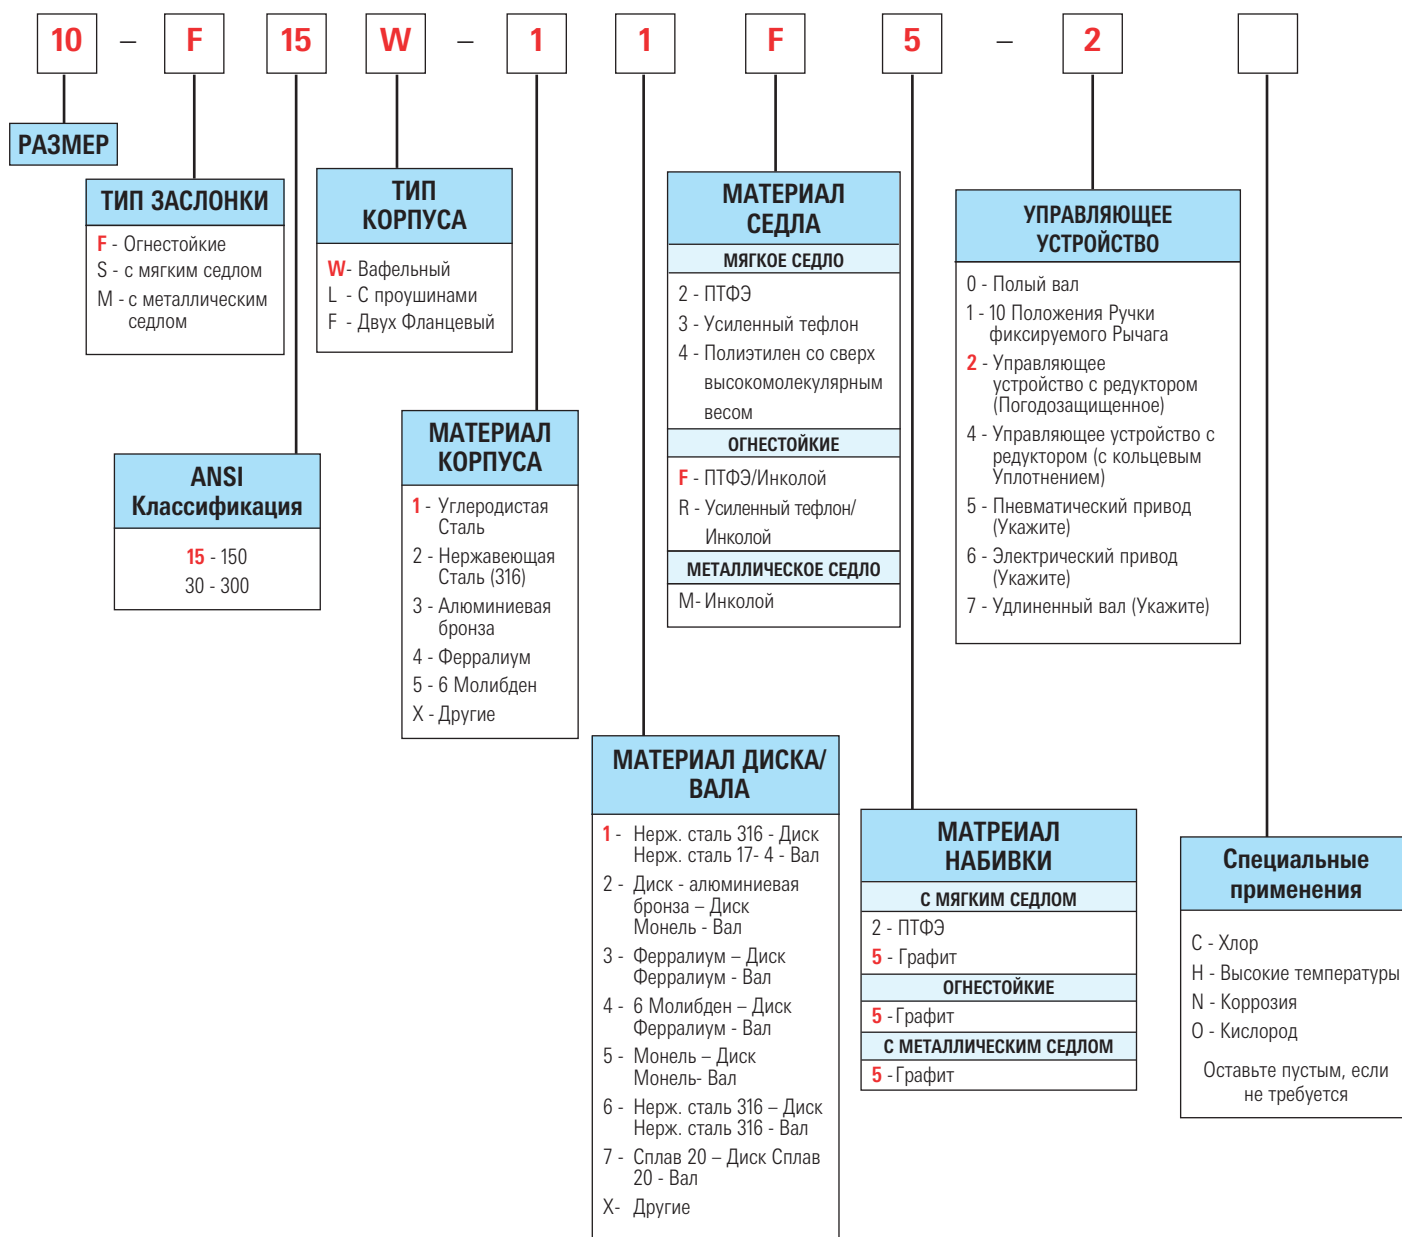 10 – F 15 W – 1 1 F 5 – 2
РАЗМЕР
ТИП ЗАСЛОНКИ
F - Огнестойкие
S - с мягким седлом
M - с металлическим
седлом
ANSI
Классификация
15 - 150
30 - 300
ТИП
КОРПУСА
W- Вафельный
L - С проушинами
F - Двух Фланцевый
МАТЕРИАЛ
КОРПУСА
1 - Углеродистая
Сталь
2 - Нержавеющая
Сталь (316)
3 - Алюминиевая
бронза
4 - Ферралиум
5 - 6 Молибден
X - Другие
МАТЕРИАЛ ДИСКА/
ВАЛА
1 - Нерж. сталь 316 - Диск
Нерж. сталь 17- 4 - Вал
2 - Диск - алюминиевая
бронза – Диск
Монель - Вал
3 - Ферралиум – Диск
Ферралиум - Вал
4 - 6 Молибден – Диск
Ферралиум - Вал
5 - Монель – Диск
Монель- Вал
6 - Нерж. сталь 316 – Диск
Нерж. сталь 316 - Вал
7 - Сплав 20 – Диск Сплав
20 - Вал
X- Другие
МАТЕРИАЛ
СЕДЛА
МЯГКОЕ СЕДЛО
2 - ПТФЭ
3 - Усиленный тефлон
4 - Полиэтилен со сверх
высокомолекулярным
весом
ОГНЕСТОЙКИЕ
F - ПТФЭ/Инколой
R - Усиленный тефлон/
Инколой
МЕТАЛЛИЧЕСКОЕ СЕДЛО
M- Инколой
МАТРЕИАЛ
НАБИВКИ
С МЯГКИМ СЕДЛОМ
2 - ПТФЭ
5 - Графит
ОГНЕСТОЙКИЕ
5 - Графит
С МЕТАЛЛИЧЕСКИМ СЕДЛОМ
5 - Графит
УПРАВЛЯЮЩЕЕ
УСТРОЙСТВО
0 - Полый вал
1 - 10 Положения Ручки
фиксируемого Рычага
2 - Управляющее
устройство с редуктором
(Погодозащищенное)
4 - Управляющее устройство с
редуктором (с кольцевым
Уплотнением)
5 - Пневматический привод
(Укажите)
6 - Электрический привод
(Укажите)
7 - Удлиненный вал (Укажите)
Специальные
применения
C - Хлор
H - Высокие температуры
N - Коррозия
O - Кислород
Оставьте пустым, если
не требуется